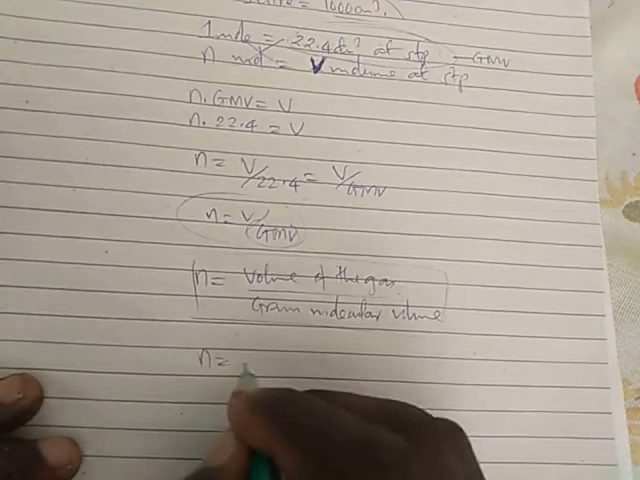 = 1000cm³.
1 mole = 22.4dm³ at stp - GMV
n mol = V volume at stp
n. GMV = V
n. 22.4 = V
n = V/22.4 = V/GMV
n = V/GMV
n = Volume of the gas
Gram molecular volume
n =